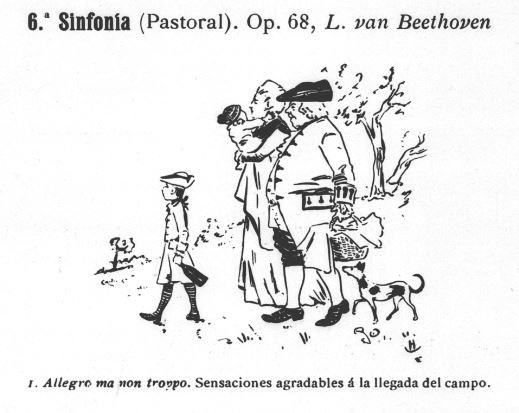 6.ª Sinfonía (Pastoral). Op. 68, L. van Beethoven
1. Allegro ma non troppo. Sensaciones agradables á la llegada del campo.